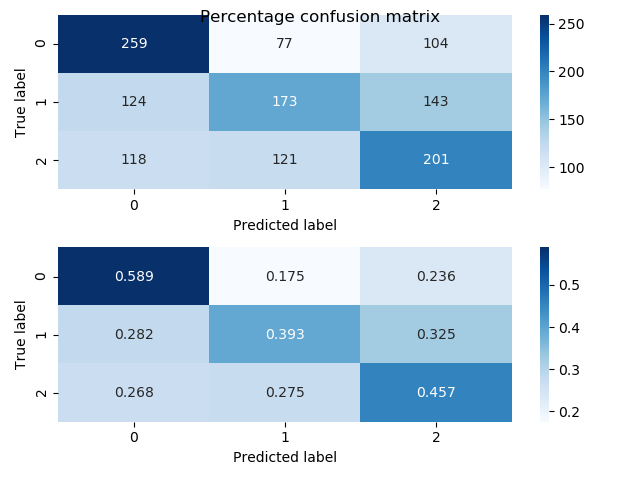 Percentage confusion matrix
0 259 77 104 250
200
True label 1 124 173 143
150
2 118 121 201 100
0 1 2
Predicted label
0 0.589 0.175 0.236 0.5
True label 1 0.282 0.393 0.325 0.4
0.3
2 0.268 0.275 0.457 0.2
0 1 2
Predicted label